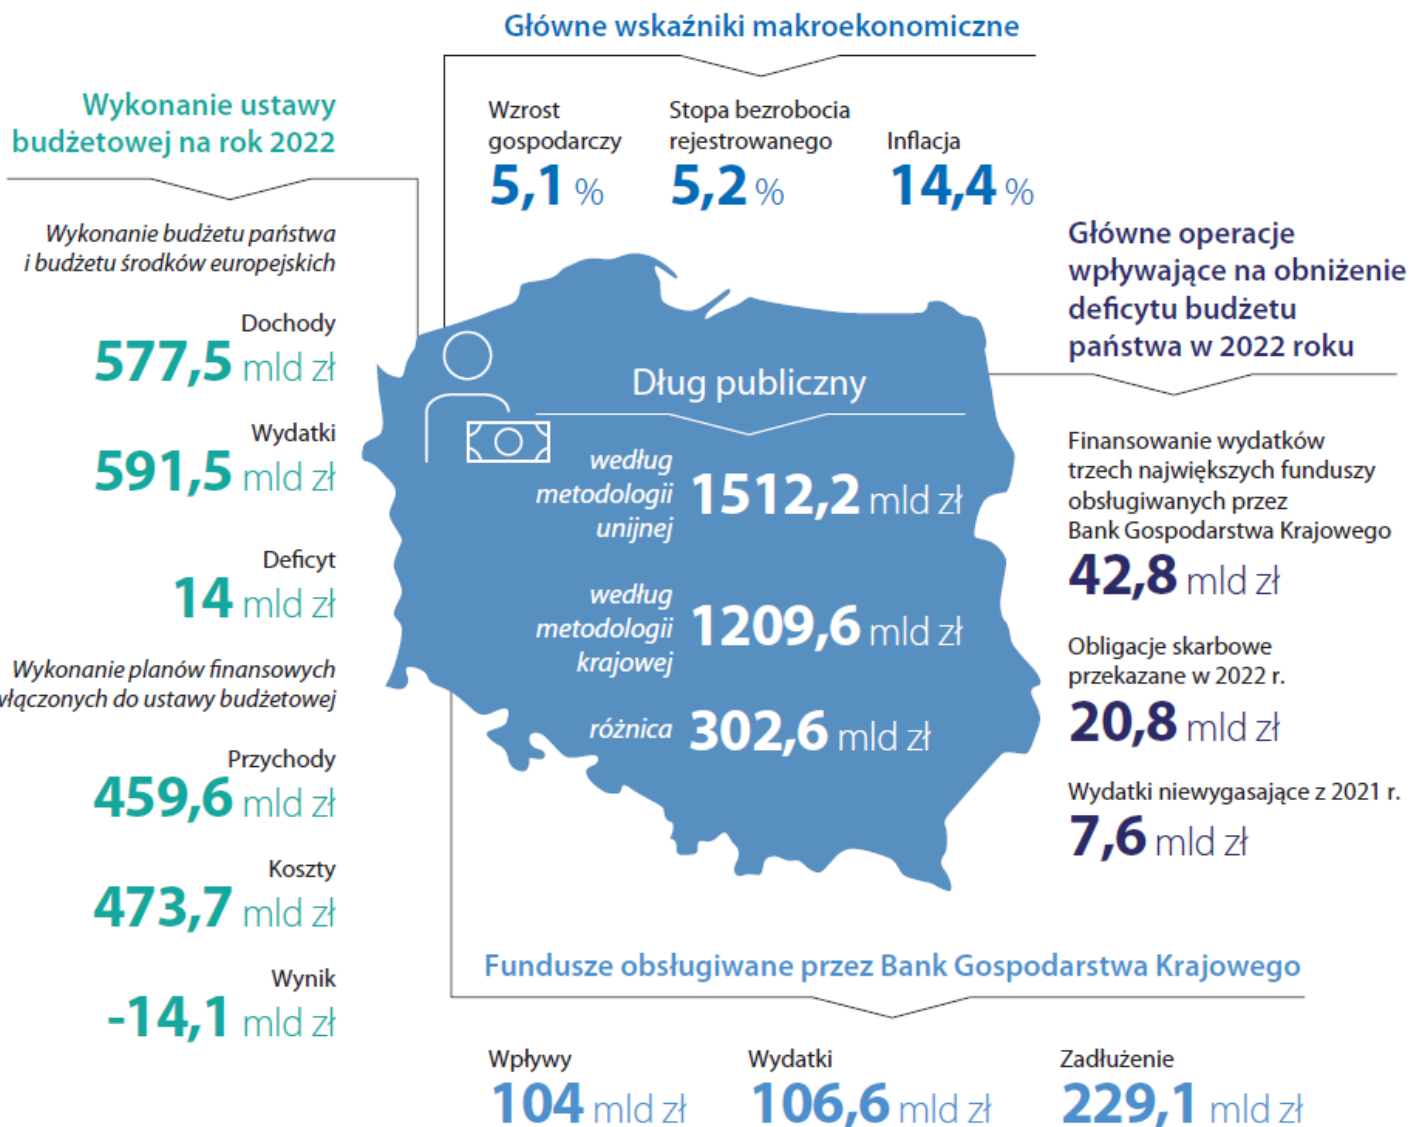 Główne wskaźniki makroekonomiczne
Wzrost
gospodarczy
5,1 %
Stopa bezrobocia
rejestrowanego
5,2 %
Inflacja
14,4 %
Wykonanie ustawy
budżetowej na rok 2022
Wykonanie budżetu państwa
i budżetu środków europejskich
Dochody
577,5 mld zł
Wydatki
591,5 mld zł
Deficyt
14 mld zł
Wykonanie planów finansowych
włączonych do ustawy budżetowej
Przychody
459,6 mld zł
Koszty
473,7 mld zł
Wynik
-14,1 mld zł
Dług publiczny
według
metodologii
unijnej
1512,2 mld zł
według
metodologii
krajowej
1209,6 mld zł
różnica 302,6 mld zł
Główne operacje
wpływające na obniżenie
deficytu budżetu
państwa w 2022 roku
Finansowanie wydatków
trzech największych funduszy
obsługiwanych przez
Bank Gospodarstwa Krajowego
42,8 mld zł
Obligacje skarbowe
przekazane w 2022 r.
20,8 mld zł
Wydatki niewygasające z 2021 r.
7,6 mld zł
Fundusze obsługiwane przez Bank Gospodarstwa Krajowego
Wpływy
104 mld zł
Wydatki
106,6 mld zł
Zadłużenie
229,1 mld zł